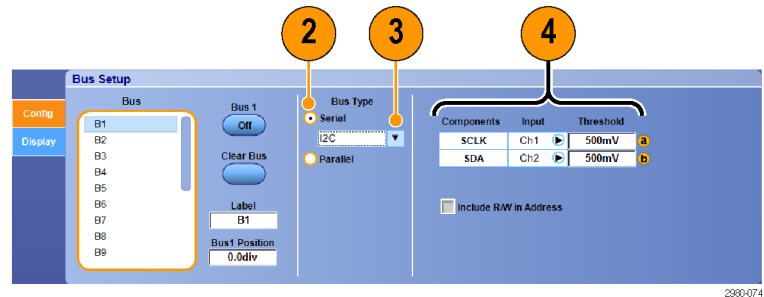 2
3
4
Bus Setup
Config
Display
Bus
B1
B2
B3
B4
B5
B6
B7
B8
B9
Bus 1
Off
Clear Bus
Label
B1
Bus1 Position
0.0div
Bus Type
Serial
I2C
Parallel
Components Input Threshold
SCLK Ch1 500mV a
SDA Ch2 500mV b
Include R/W in Address
2980-074